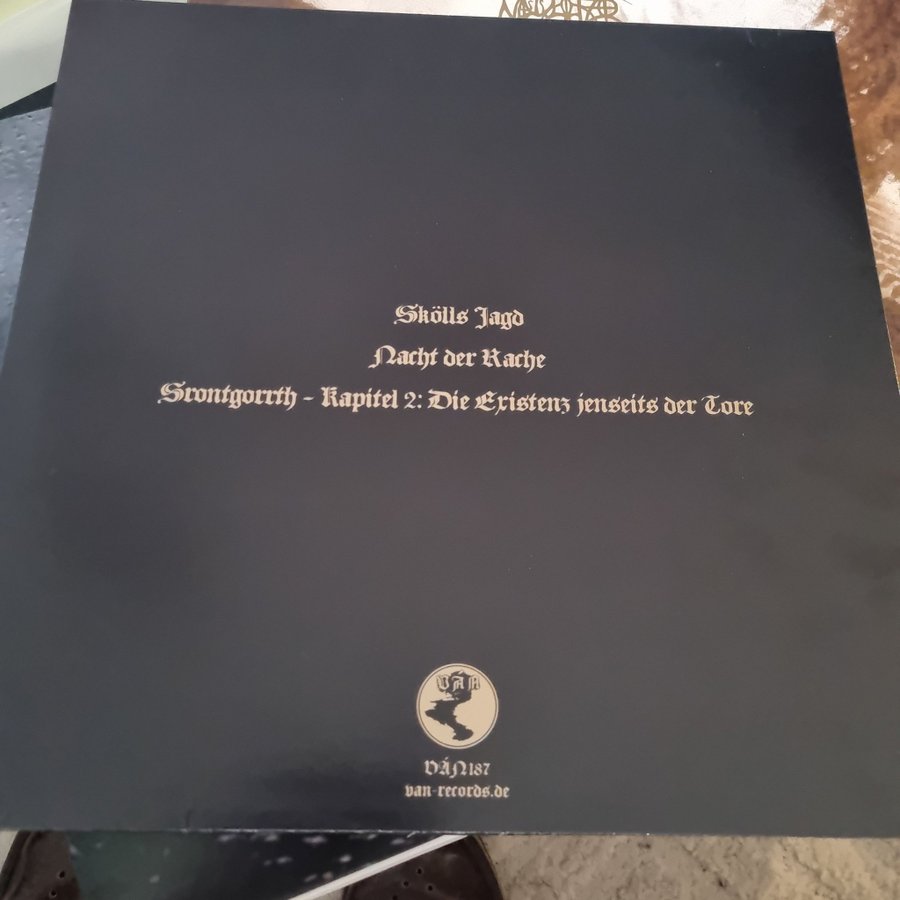 Skölls Jagd
Nacht der Rache
Srontgorrth - Kapitel 2: Die Existenz jenseits der Tore
VÁN
VÁN187
van-records.de